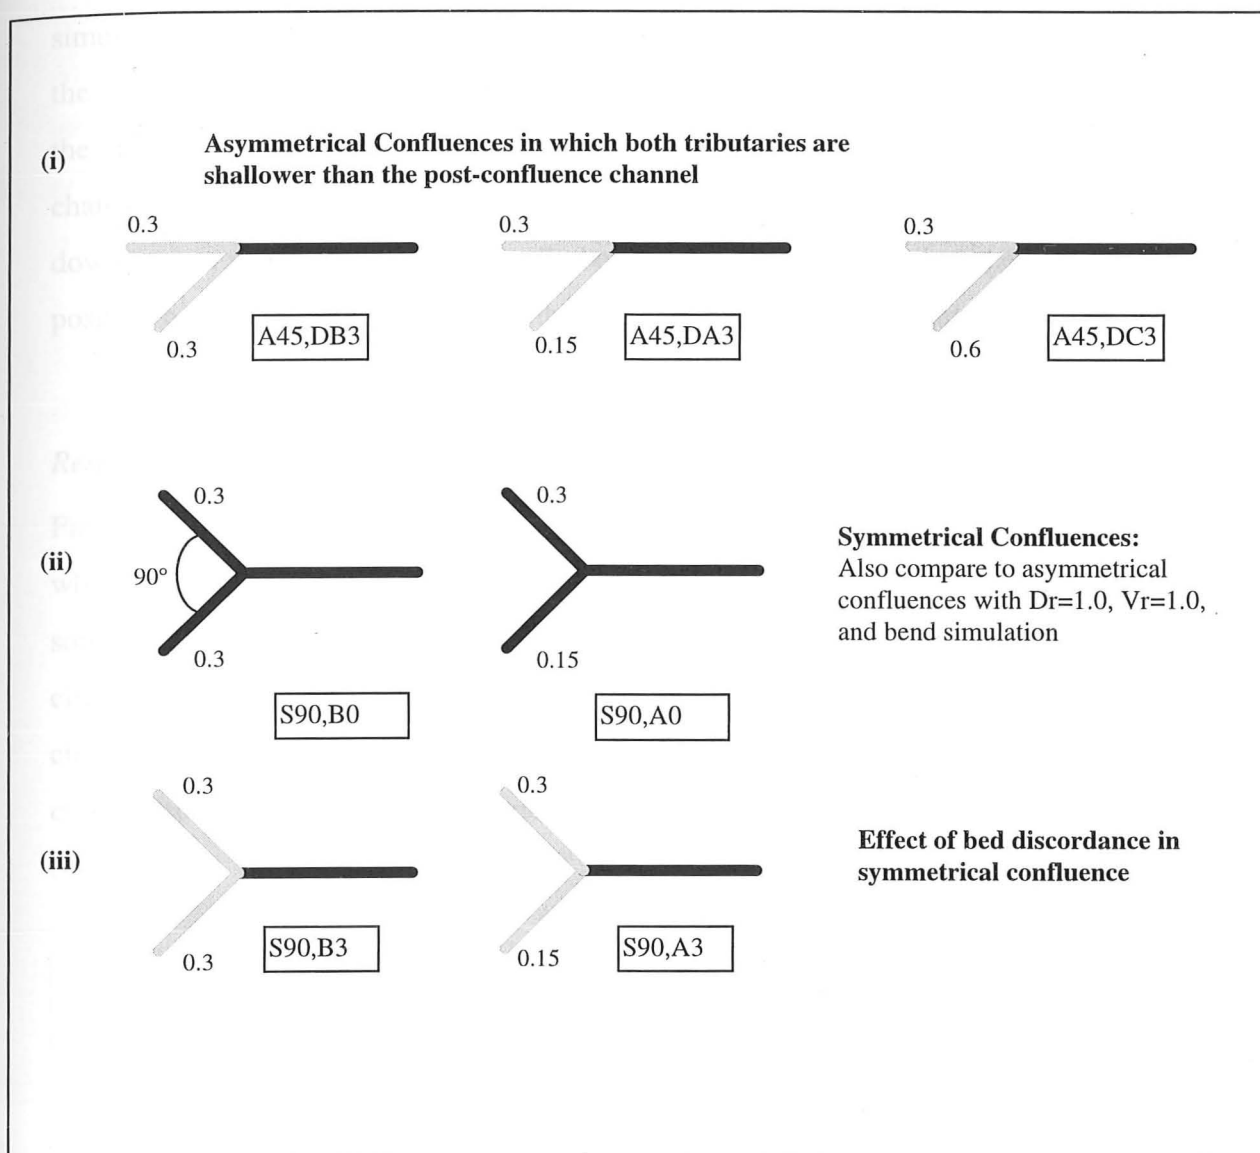 (i)
Asymmetrical Confluences in which both tributaries are
shallower than the post-confluence channel
0.3 0.3 0.3
0.3 0.15 0.6
A45,DB3 A45,DA3 A45,DC3
(ii)
0.3 0.3
90º
0.3 0.15
S90,B0 S90,A0
Symmetrical Confluences:
Also compare to asymmetrical
confluences with Dr=1.0, Vr=1.0,
and bend simulation
(iii)
0.3 0.3
0.3 0.15
S90,B3 S90,A3
Effect of bed discordance in
symmetrical confluence